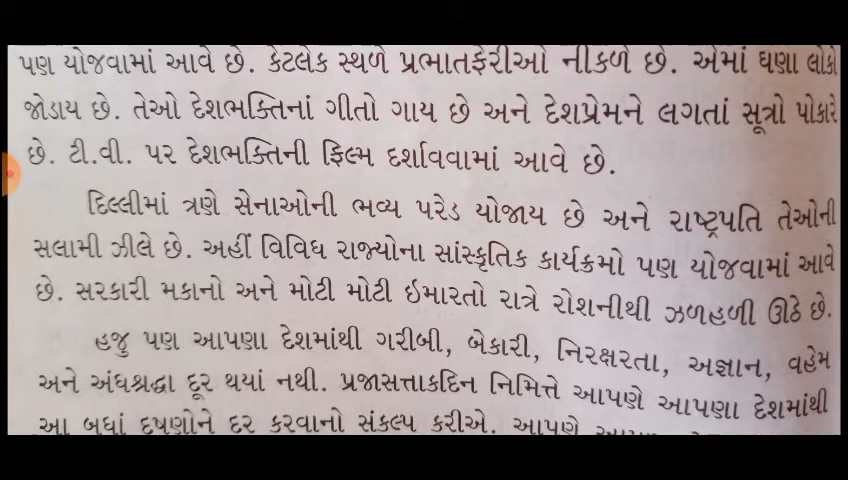 પણ યોજવામાં આવે છે. કેટલેક સ્થળે પ્રભાતફેરીઓ નીકળે છે. એમાં ઘણા લોકો
જોડાય છે. તેઓ દેશભક્તિનાં ગીતો ગાય છે અને દેશપ્રેમને લગતાં સૂત્રો પોકારે
છે. ટી.વી. પર દેશભક્તિની ફિલ્મ દર્શાવવામાં આવે છે.
દિલ્લીમાં ત્રણે સેનાઓની ભવ્ય પરેડ યોજાય છે અને રાષ્ટ્રપતિ તેઓની
સલામી ઝીલે છે. અહીં વિવિધ રાજ્યોના સાંસ્કૃતિક કાર્યક્રમો પણ યોજવામાં આવે
છે. સરકારી મકાનો અને મોટી મોટી ઇમારતો રાત્રે રોશનીથી ઝળહળી ઊઠે છે.
હજુ પણ આપણા દેશમાંથી ગરીબી, બેકારી, નિરક્ષરતા, અજ્ઞાન, વહેમ
અને અંધશ્રદ્ધા દૂર થયાં નથી. પ્રજાસત્તાકદિન નિમિત્તે આપણે આપણા દેશમાંથી
આ બધાં દૂષણોને દૂર કરવાનો સંકલ્પ કરીએ. આપણે